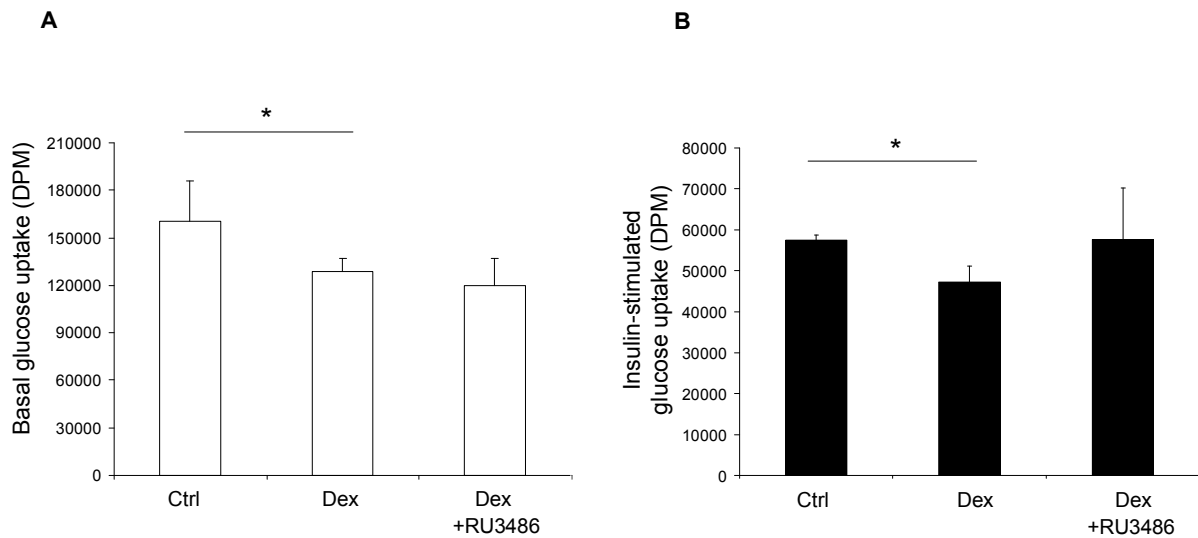 A
*
Basal glucose uptake (DPM)
210000
180000
150000
120000
90000
60000
30000
0
Ctrl
Dex
Dex
+RU3486
B
*
Insulin-stimulated
glucose uptake (DPM)
80000
70000
60000
50000
40000
30000
20000
10000
0
Ctrl
Dex
Dex
+RU3486